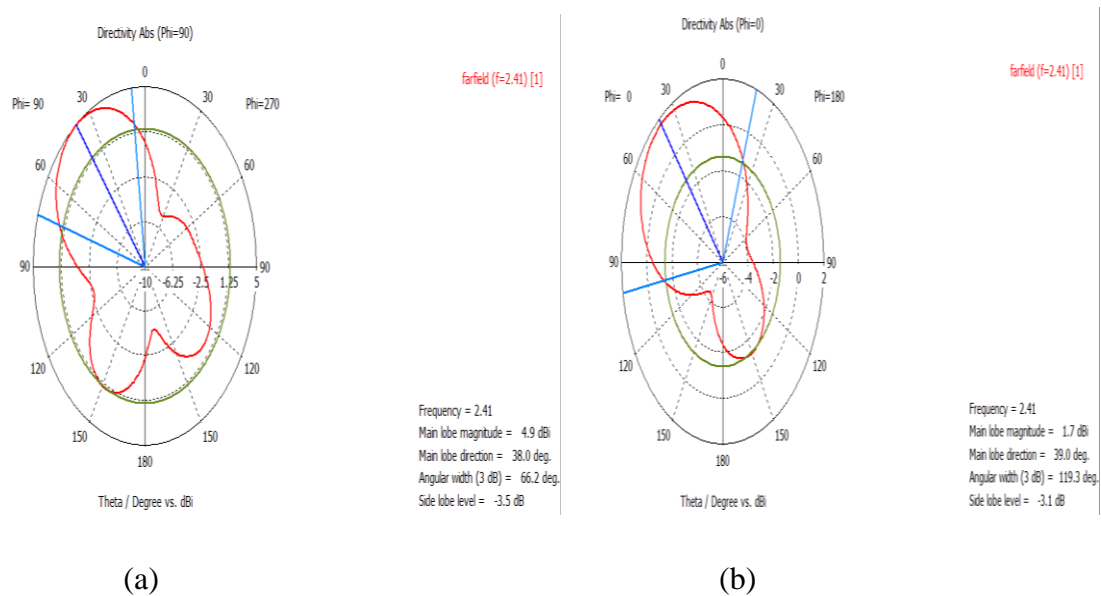 Directivity Abs (Phi=90)
farfield (f=2.41) [1]
0
30
30
Phi= 90
Phi=270
60
60
90
90
-10
-6.25
-2.5
1.25
5
120
120
150
150
180
Frequency = 2.41
Main lobe magnitude = 4.9 dBi
Main lobe direction = 38.0 deg.
Angular width (3 dB) = 66.2 deg.
Side lobe level = -3.5 dB
Theta / Degree vs. dBi
(a)
Directivity Abs (Phi=0)
farfield (f=2.41) [1]
0
30
30
Phi= 0
Phi=180
60
60
90
90
-6
-4
-2
0
2
120
120
150
150
180
Frequency = 2.41
Main lobe magnitude = 1.7 dBi
Main lobe direction = 39.0 deg.
Angular width (3 dB) = 119.3 deg.
Side lobe level = -3.1 dB
Theta / Degree vs. dBi
(b)